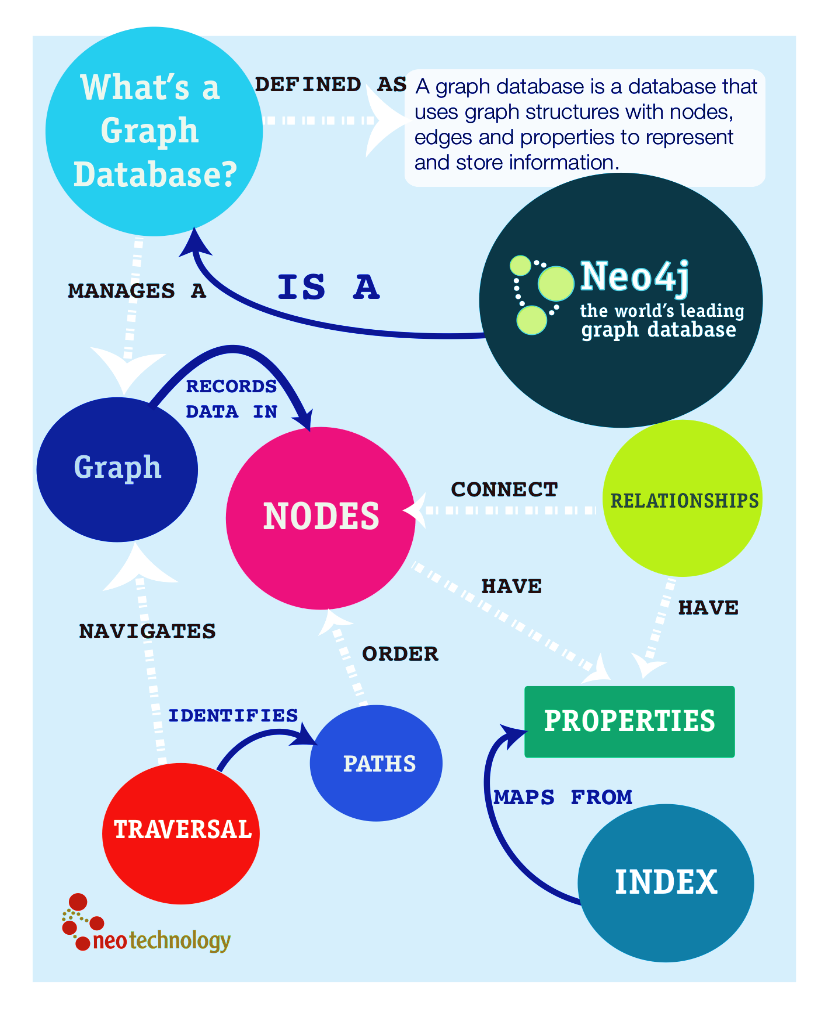 What's a
Graph
Database?
DEFINED AS
A graph database is a database that
uses graph structures with nodes,
edges and properties to represent
and store information.
MANAGES A
IS A
Neo4j
the world's leading
graph database
RECORDS
DATA IN
Graph
NODES
CONNECT
RELATIONSHIPS
HAVE
HAVE
NAVIGATES
ORDER
IDENTIFIES
PROPERTIES
PATHS
MAPS FROM
TRAVERSAL
INDEX
neotechnology